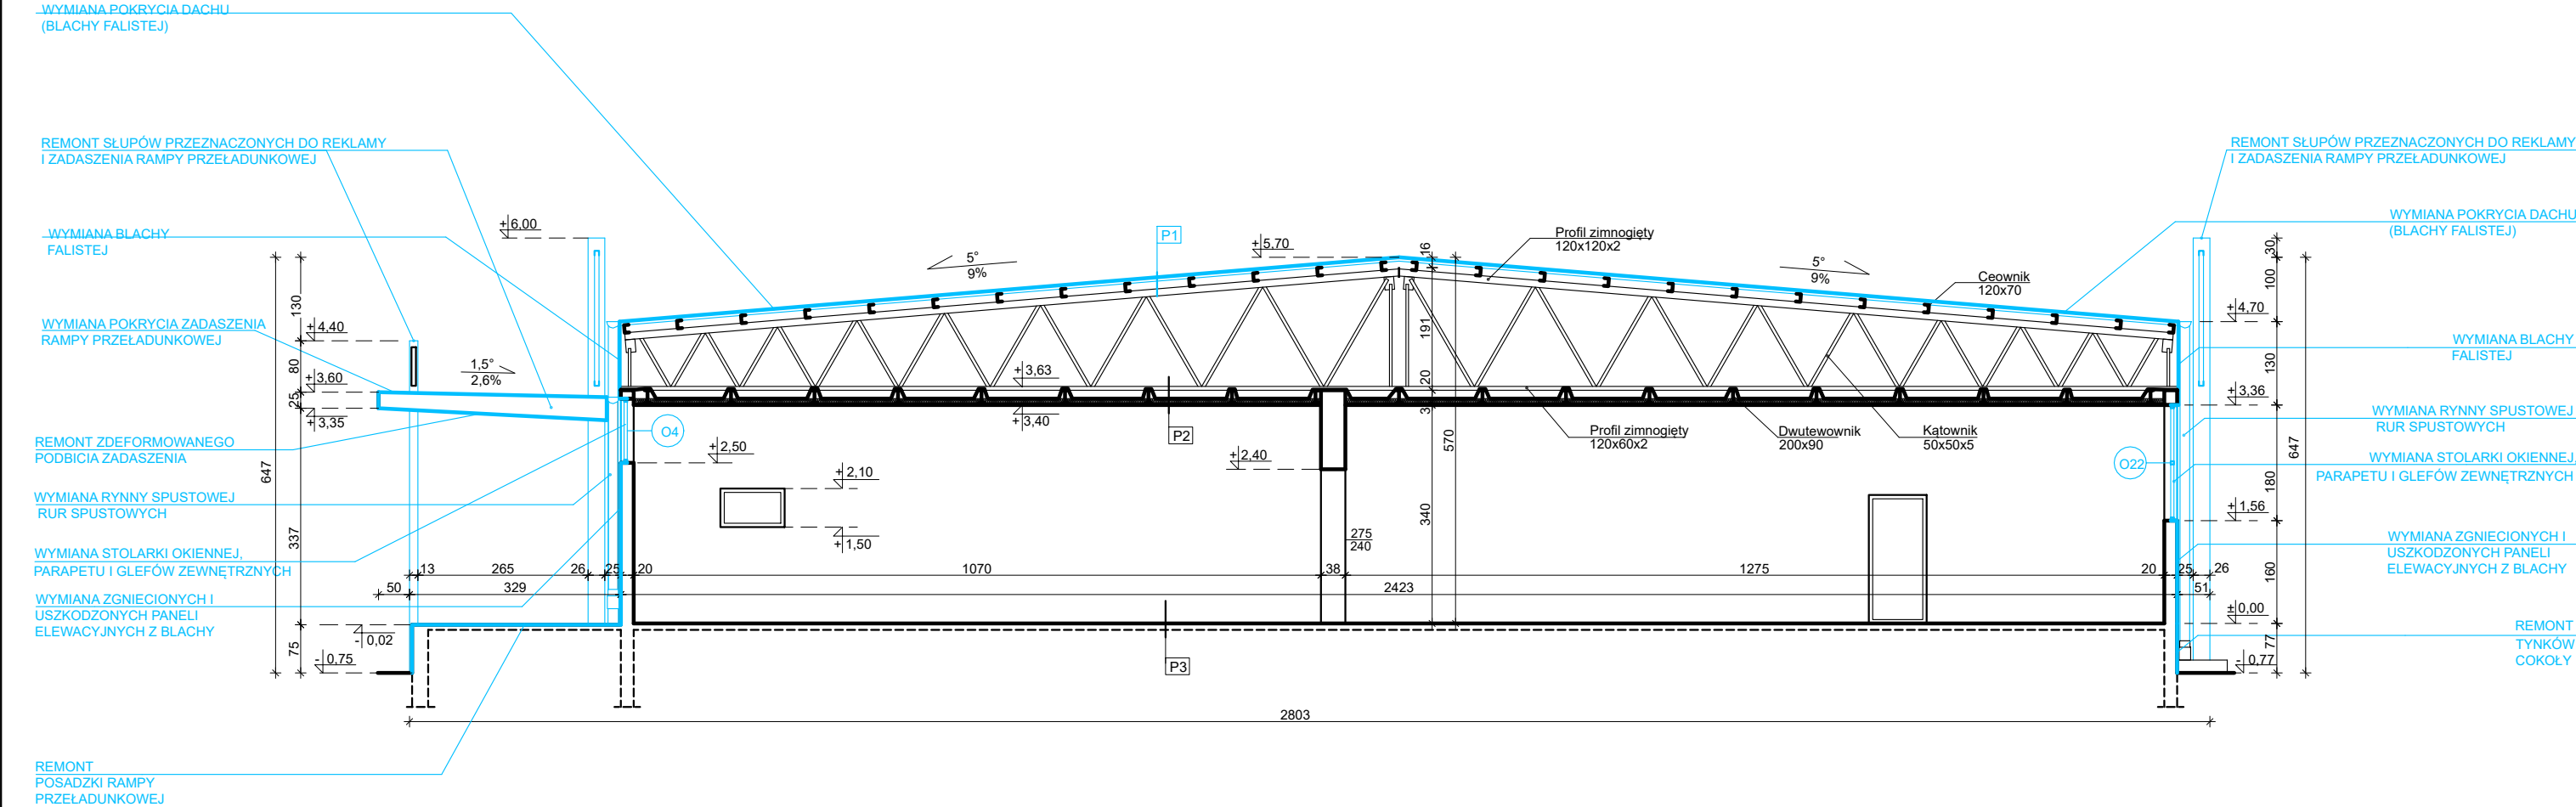 WYMIANA POKRYCIA DACHU
(BLACHY FALISTEJ)
REMONT SŁUPÓW PRZEZNACZONYCH DO REKLAMY
I ZADASZENIA RAMPY PRZEŁADUNKOWEJ
WYMIANA BLACHY
FALISTEJ
WYMIANA POKRYCIA ZADASZENIA
RAMPY PRZEŁADUNKOWEJ
REMONT ZDEFORMOWANEGO
PODBICIA ZADASZENIA
WYMIANA RYNNY SPUSTOWEJ
RUR SPUSTOWYCH
WYMIANA STOLARKI OKIENNEJ,
PARAPETU I GLEFÓW ZEWNĘTRZNYCH
WYMIANA ZGNIECIONYCH I
USZKODZONYCH PANELI
ELEWACYJNYCH Z BLACHY
REMONT
POSADZKI RAMPY
PRZEŁADUNKOWEJ
647
130
80
25
337
75
+ 4,40
+ 3,60
+ 3,35
- 0,02
- 0,75
1,5°
2,6%
+ 6,00
O4
+ 2,50
+ 2,10
+ 1,50
5°
9%
P1
+ 5.70
+ 3,63
+ 3,40
P2
+ 2,40
16
191
20
3
340
570
275
240
Profil zimnogięty
120x120x2
5°
9%
Ceownik
120x70
Profil zimnogięty
120x60x2
Dwutewownik
200x90
Kątownik
50x50x5
13
265
26
25
20
1070
38
1275
20
25
26
50
329
2423
51
P3
2803
REMONT SŁUPÓW PRZEZNACZONYCH DO REKLAMY
I ZADASZENIA RAMPY PRZEŁADUNKOWEJ
WYMIANA POKRYCIA DACHU
(BLACHY FALISTEJ)
WYMIANA BLACHY
FALISTEJ
WYMIANA RYNNY SPUSTOWEJ
RUR SPUSTOWYCH
WYMIANA STOLARKI OKIENNEJ,
PARAPETU I GLEFÓW ZEWNĘTRZNYCH
WYMIANA ZGNIECIONYCH I
USZKODZONYCH PANELI
ELEWACYJNYCH Z BLACHY
REMONT
TYNKÓW
COKOŁY
O22
+ 4,70
+ 3,36
+ 1,56
± 0,00
- 0,77
30
100
130
180
160
77
647